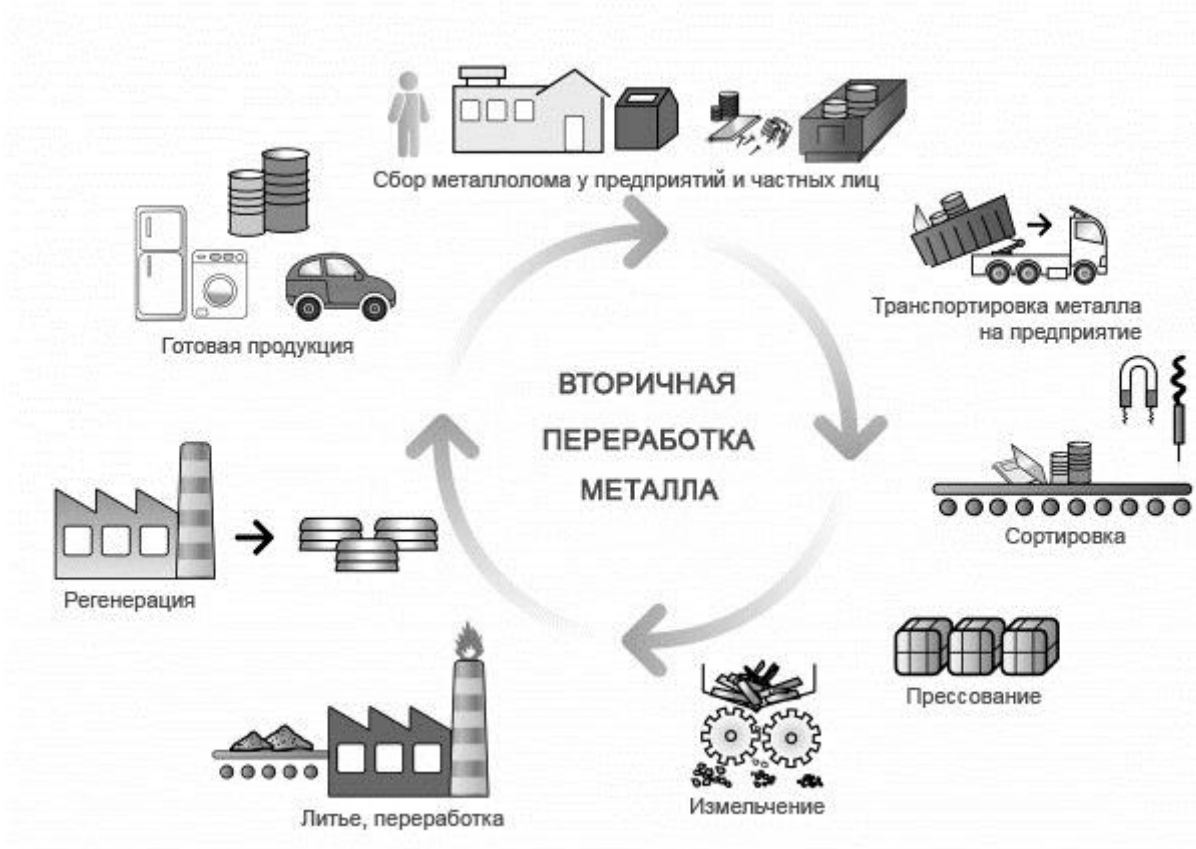 Сбор металлолома у предприятий и частных лиц
Транспортировка металла
на предприятие
Сортировка
Прессование
Измельчение
Литье, переработка
Регенерация
Готовая продукция
ВТОРИЧНАЯ
ПЕРЕРАБОТКА
МЕТАЛЛА